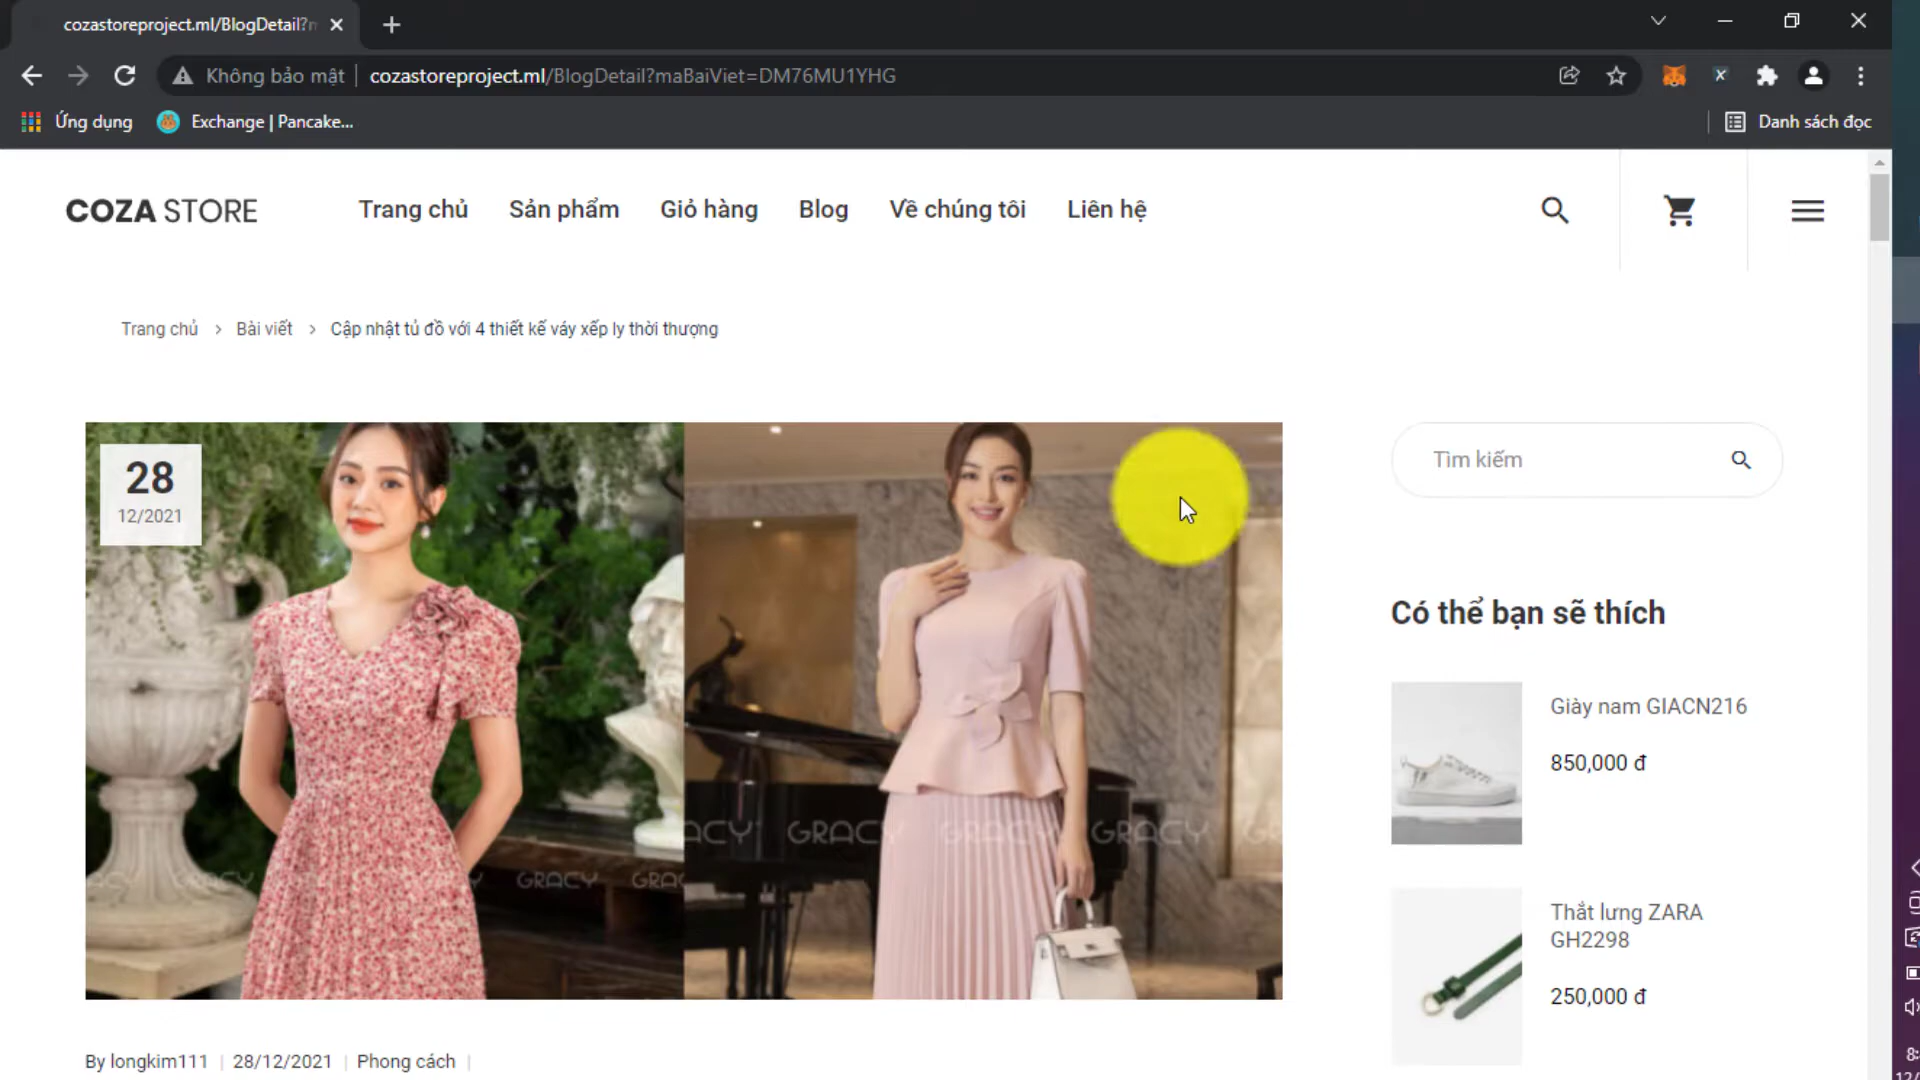 cozastoreproject.ml/BlogDetail?m
Không bảo mật
cozastoreproject.ml/BlogDetail?maBaiViet=DM76MU1YHG
Ứng dụng
Exchange | Pancake...
Danh sách đọc
COZA STORE
Trang chủ
Sản phẩm
Giỏ hàng
Blog
Về chúng tôi
Liên hệ
Trang chủ > Bài viết > Cập nhật tủ đồ với 4 thiết kế váy xếp ly thời thượng
28
12/2021
GRACY
GRACY
GRACY
GRACY
Tìm kiếm
Có thể bạn sẽ thích
Giày nam GIACN216
850,000 đ
Thắt lưng ZARA
GH2298
250,000 đ
By longkim111 | 28/12/2021 | Phong cách |